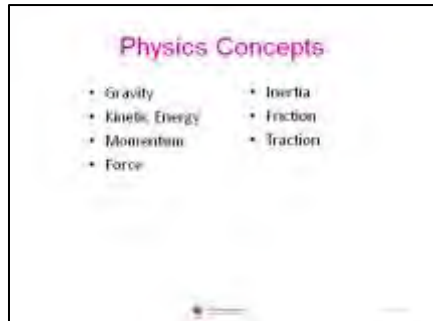 Physics Concepts
• Gravity
• Kinetic Energy
• Momentum
• Force
• Inertia
• Friction
• Traction